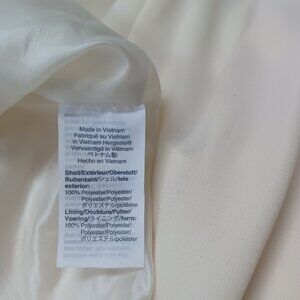 Made in Vietnam
Fabriqué au Vietnam
in Vietnam Hergestellt
Vervaardigd in Viëtnam
ベトナム製
Hecho en Vietnam
Shell/Extérieur/Oberstoff/
Buitenkant/シェル/tela
exterior:
100% Polyester/Polyester/
Polyester/Polyester/
ポリエステル/poliéster
Lining/Doublure/Futter/
Voering/ライニング/forro:
100% Polyester/Polyester/
Polyester/Polyester/
ポリエステル/poliéster